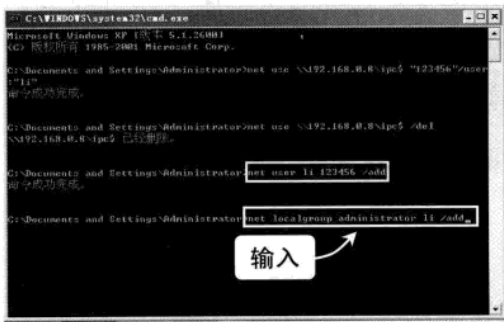 C:\WINDOWS\system32\cmd.exe
Microsoft Windows XP [版本 5.1.2600]
(C) 版权所有 1985-2001 Microsoft Corp.
C:\Documents and Settings\Administrator>net use \\192.168.0.8\ipc$ "123456"/user
:"li"
命令成功完成。
C:\Documents and Settings\Administrator>net use \\192.168.0.8\ipc$ /del
\\192.168.0.8\ipc$ 已经删除。
C:\Documents and Settings\Administrator>net user li 123456 /add
命令成功完成。
C:\Documents and Settings\Administrator>net localgroup administrator li /add_
输入